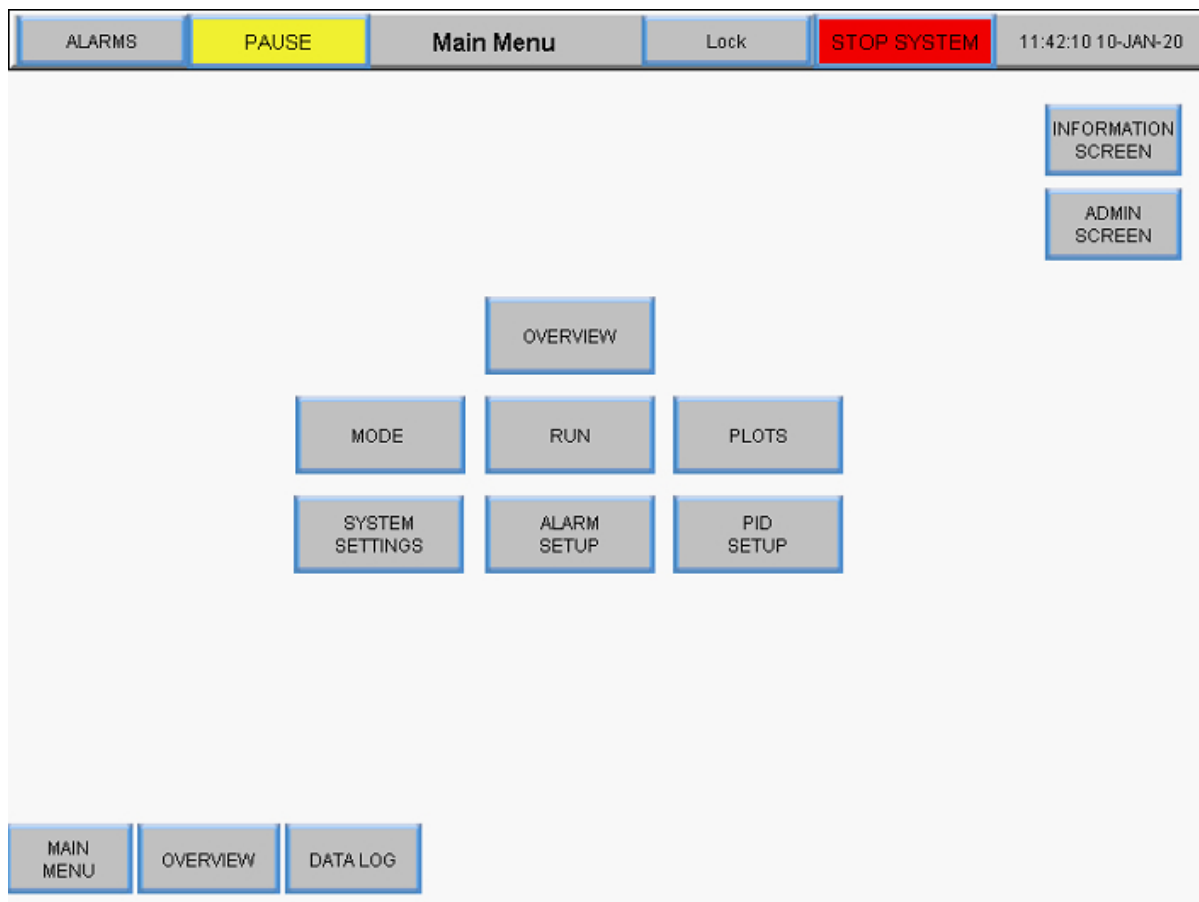 ALARMS PAUSE Main Menu Lock STOP SYSTEM 11:42:10 10-JAN-20
INFORMATION
SCREEN
ADMIN
SCREEN
OVERVIEW
MODE RUN PLOTS
SYSTEM
SETTINGS
ALARM
SETUP
PID
SETUP
MAIN
MENU
OVERVIEW
DATA LOG